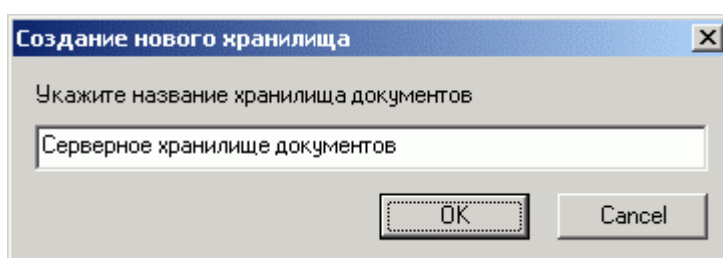 Создание нового хранилища
Укажите название хранилища документов
Серверное хранилище документов
OK
Cancel